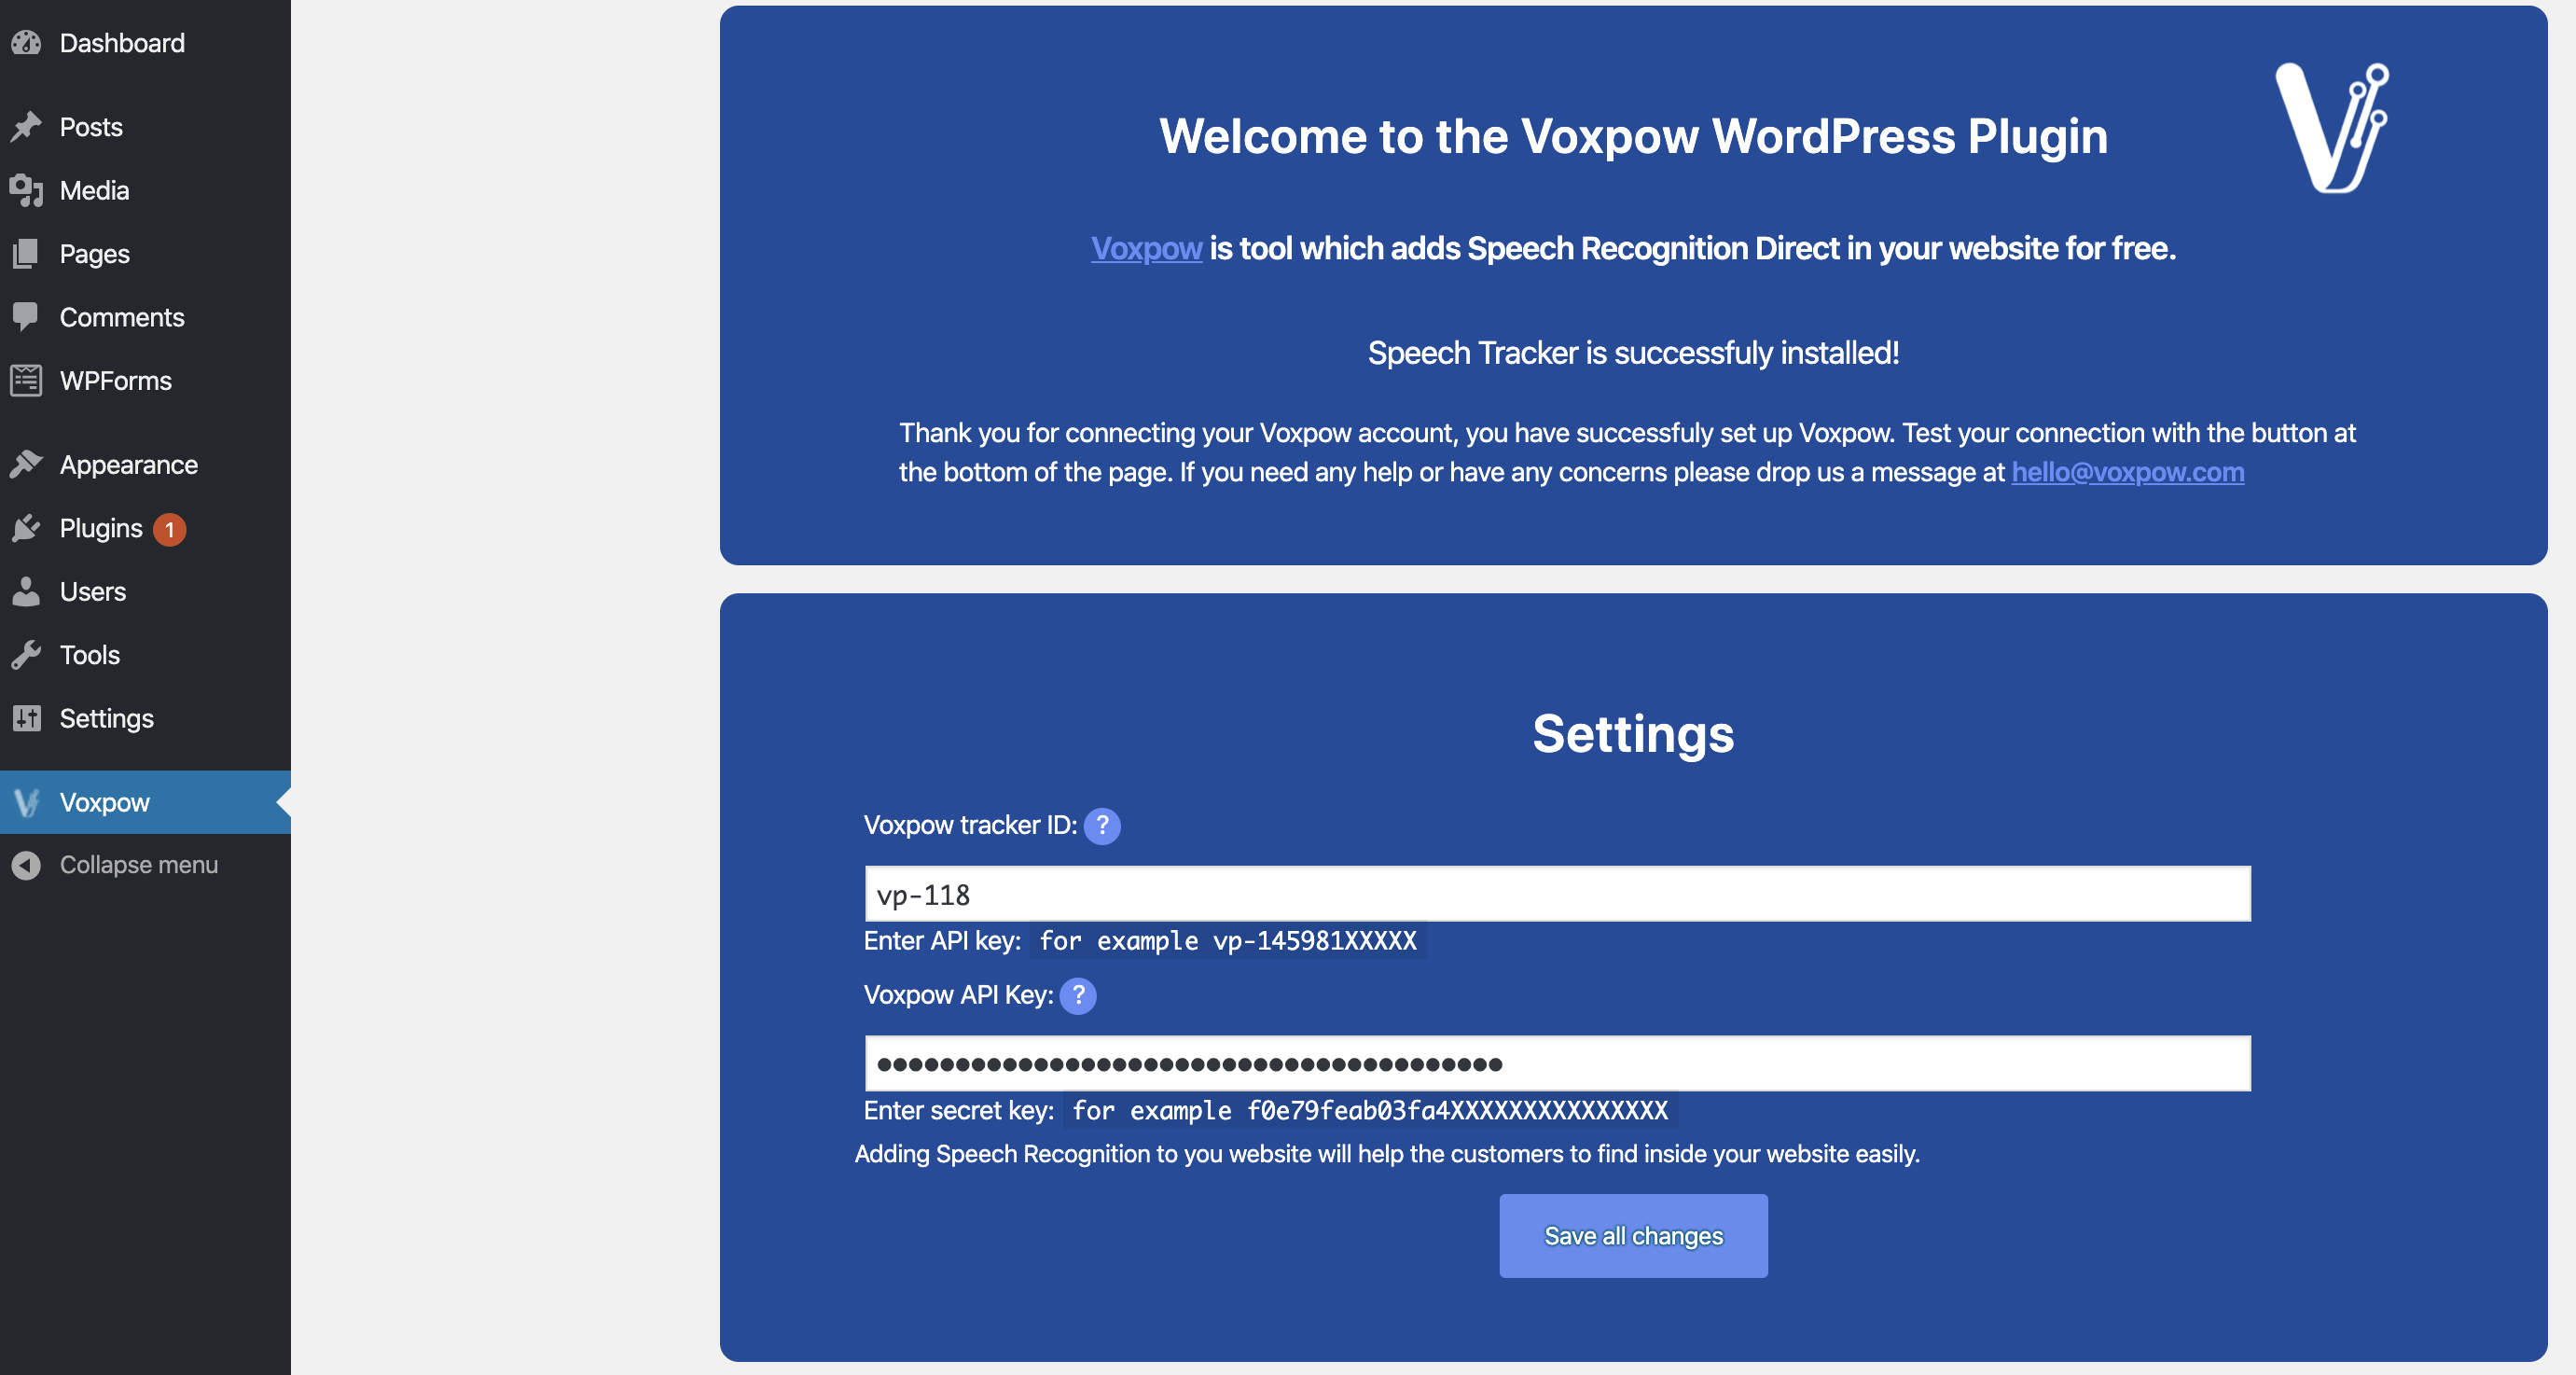 Dashboard
Posts
Media
Pages
Comments
WPForms
Appearance
Plugins 1
Users
Tools
Settings
Voxpow
Collapse menu
Welcome to the Voxpow WordPress Plugin
Voxpow is tool which adds Speech Recognition Direct in your website for free.
Speech Tracker is successfuly installed!
Thank you for connecting your Voxpow account, you have successfuly set up Voxpow. Test your connection with the button at
the bottom of the page. If you need any help or have any concerns please drop us a message at hello@voxpow.com
Settings
Voxpow tracker ID: ?
vp-118
Enter API key: for example vp-145981XXXXX
Voxpow API Key: ?
●●●●●●●●●●●●●●●●●●●●●●●●●●●●●●●●●●●●●●●●
Enter secret key: for example f0e79feab03fa4XXXXXXXXXXXXXXX
Adding Speech Recognition to you website will help the customers to find inside your website easily.
Save all changes